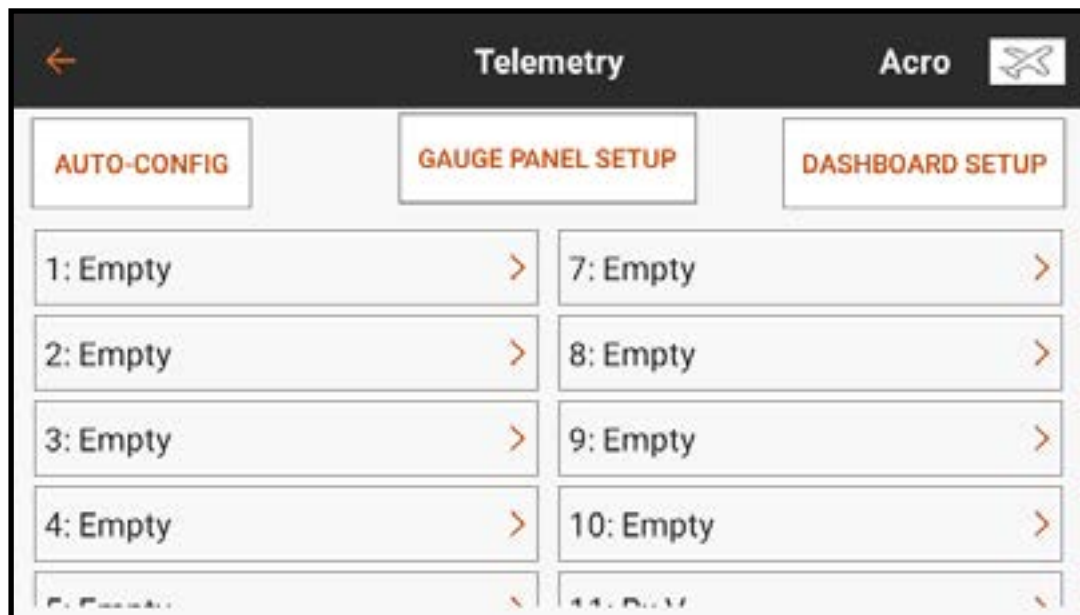 Telemetry Acro
AUTO-CONFIG GAUGE PANEL SETUP DASHBOARD SETUP
1: Empty 7: Empty
2: Empty 8: Empty
3: Empty 9: Empty
4: Empty 10: Empty